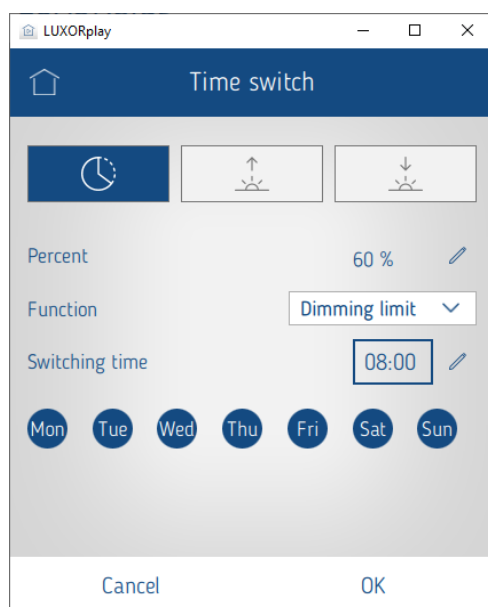 LUXORplay
Time switch
Percent 60 %
Function Dimming limit
Switching time 08:00
Mon Tue Wed Thu Fri Sat Sun
Cancel OK